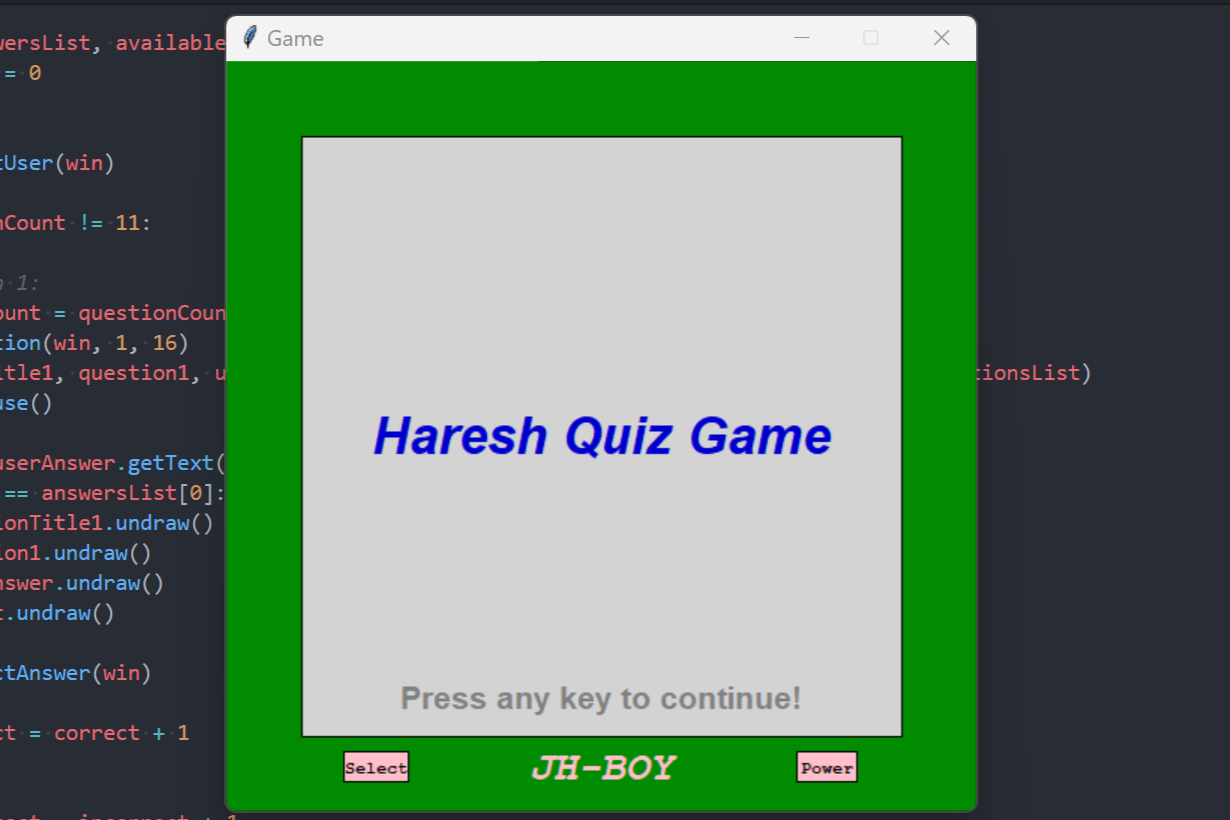 Game
wersList, available
= 0
tUser(win)
nCount != 11:
n 1:
ount = questionCoun
tion(win, 1, 16)
itle1, question1, u
tionsList)
use()
userAnswer.getText(
== answersList[0]:
ionTitle1.undraw()
ion1.undraw()
nswer.undraw()
t.undraw()
ctAnswer(win)
ct = correct + 1
Haresh Quiz Game
Press any key to continue!
Select
JH-BOY
Power